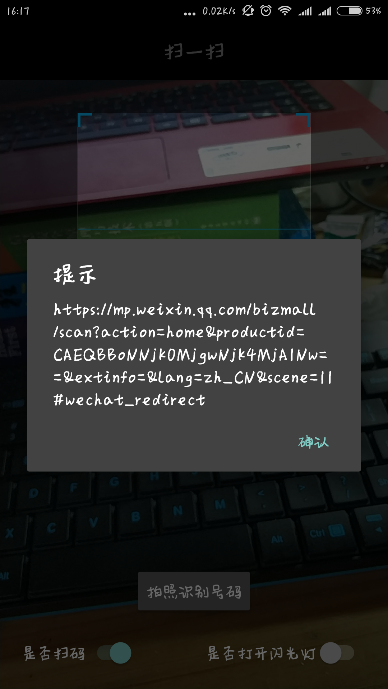 16:17 ... 0.02K/s 53%
扫一扫
提示
https://mp.weixin.qq.com/bizmall
/scan?action=home&productid=
CAEQBBoNNjk0MjgwNjk4MjA1Nw=
=&extinfo=&lang=zh_CN&scene=11
#wechat_redirect
确认
拍照识别号码
是否扫码 是否打开闪光灯